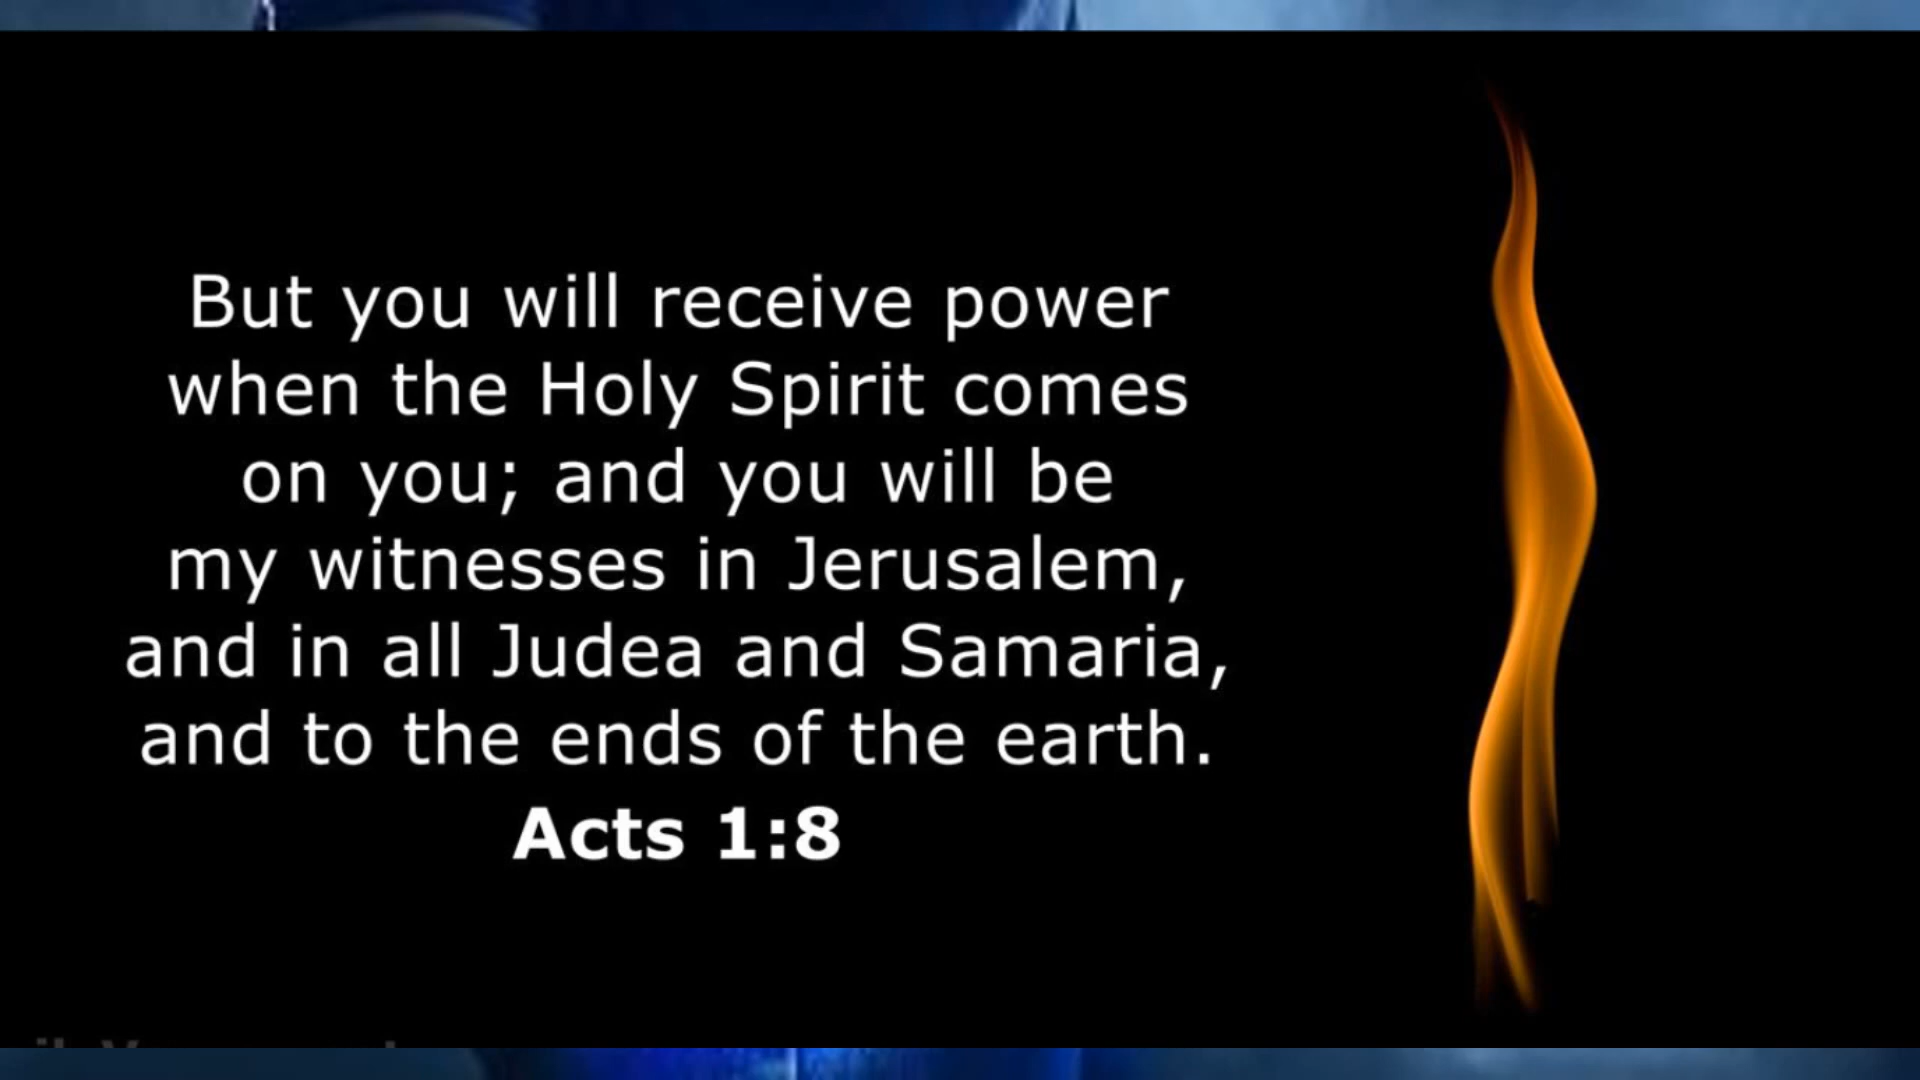 But you will receive power
when the Holy Spirit comes
on you; and you will be
my witnesses in Jerusalem,
and in all Judea and Samaria,
and to the ends of the earth.
Acts 1:8